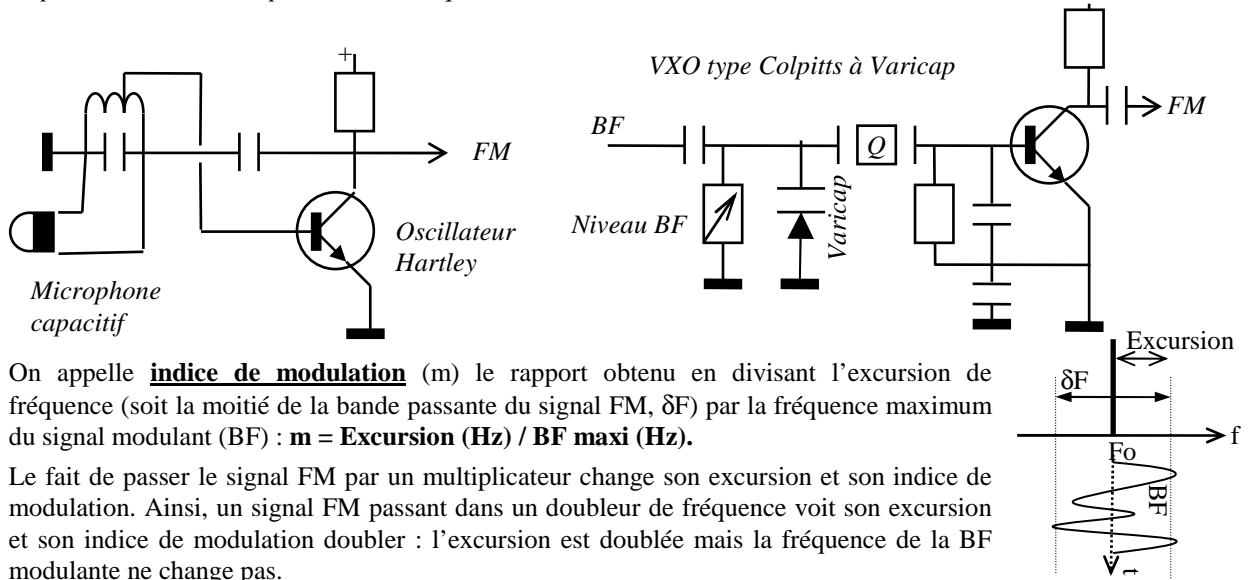 +
FM
Oscillateur
Hartley
Microphone
capacitif
VXO type Colpitts à Varicap
BF
Q
FM
Niveau BF
Varicap
On appelle indice de modulation (m) le rapport obtenu en divisant l'excursion de
fréquence (soit la moitié de la bande passante du signal FM, δF) par la fréquence maximum
du signal modulant (BF) : m = Excursion (Hz) / BF maxi (Hz).
Le fait de passer le signal FM par un multiplicateur change son excursion et son indice de
modulation. Ainsi, un signal FM passant dans un doubleur de fréquence voit son excursion
et son indice de modulation doubler : l'excursion est doublée mais la fréquence de la BF
modulante ne change pas.
Excursion
δF
f
Fo
BF
t